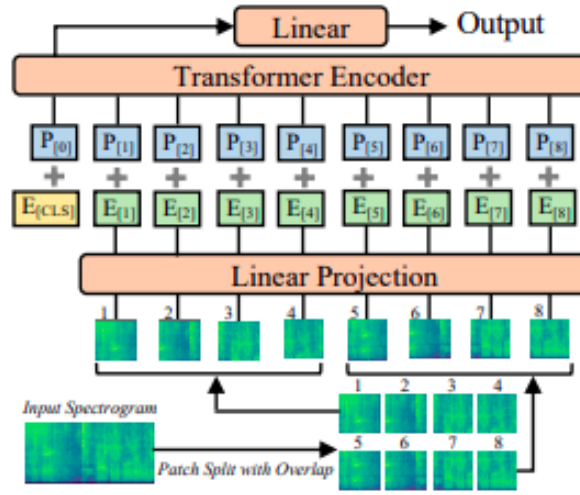 Linear Output
Transformer Encoder
P[0] P[1] P[2] P[3] P[4] P[5] P[6] P[7] P[8]
+ + + + + + + + +
E[CLS] E[1] E[2] E[3] E[4] E[5] E[6] E[7] E[8]
Linear Projection
1 2 3 4 5 6 7 8
1 2 3 4
Input Spectrogram
5 6 7 8
Patch Split with Overlap